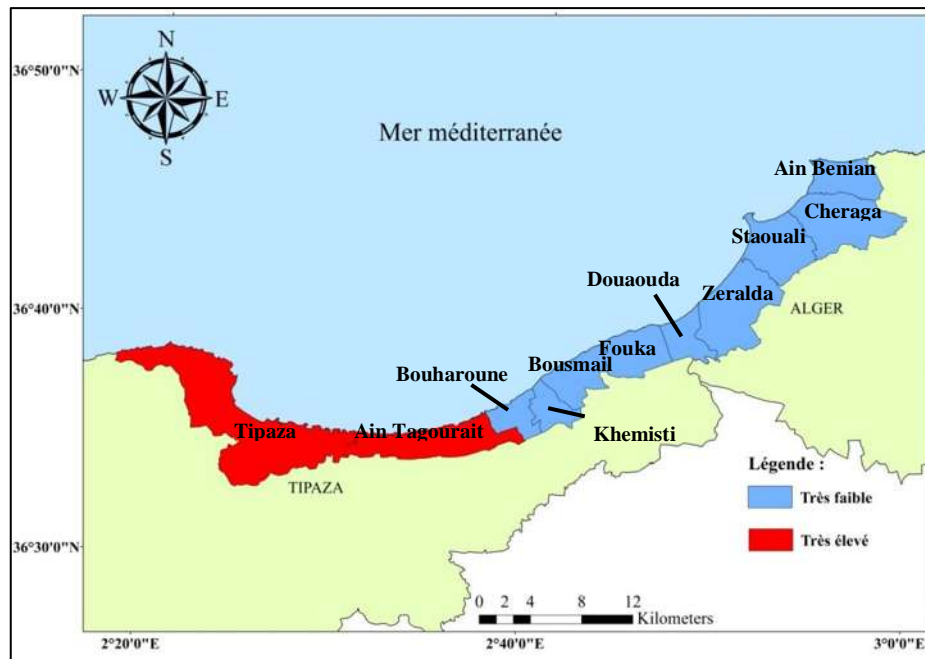 36°50'0"N
N
W
E
S
Mer méditerranée
Ain Benian
Cheraga
Staouali
Douaouda
Zeralda
36°40'0"N
ALGER
Fouka
Bousmail
Bouharoune
Tipaza
Ain Tagourait
Khemisti
Légende :
TIPAZA
Très faible
Très élevé
36°30'0"N
0 2 4 8 12
Kilometers
2°20'0"E
2°40'0"E
3°0'0"E